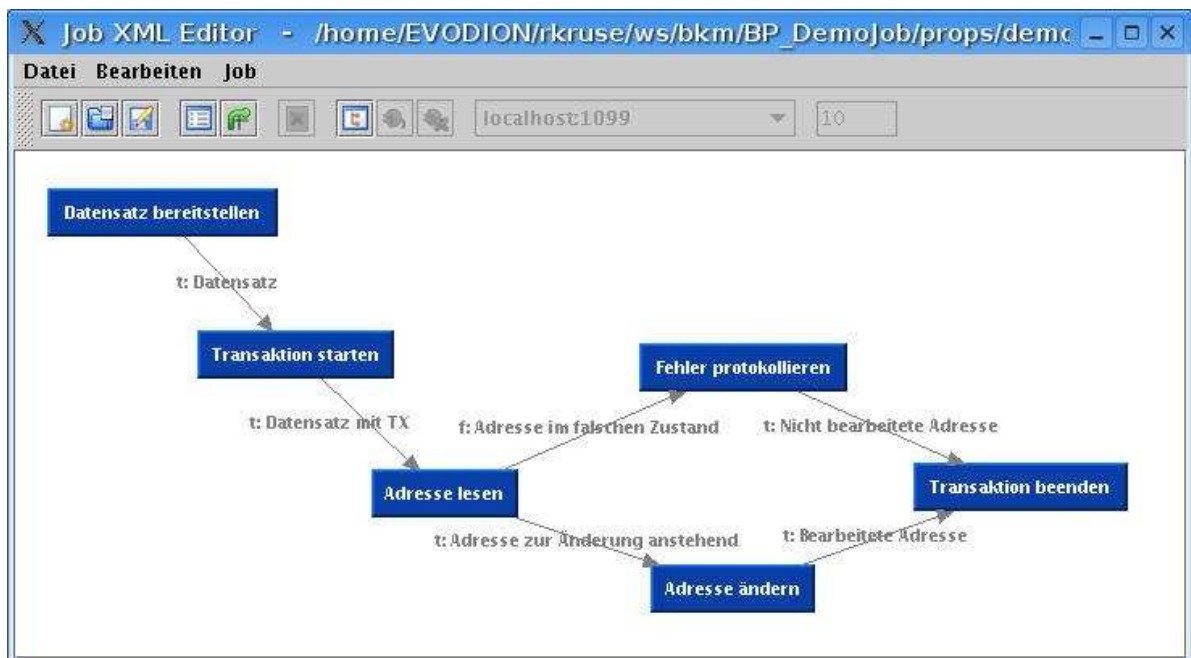 X Job XML Editor - /home/EVODION/rkruse/ws/bkm/BP_DemoJob/props/demo
Datei Bearbeiten Job
localhost:1099 10
Datensatz bereitstellen
t: Datensatz
Transaktion starten
Fehler protokollieren
t: Datensatz mit TX
f: Adresse im falschen Zustand
t: Nicht bearbeitete Adresse
Adresse lesen
Transaktion beenden
t: Adresse zur Änderung anstehend
t: Bearbeitete Adresse
Adresse ändern